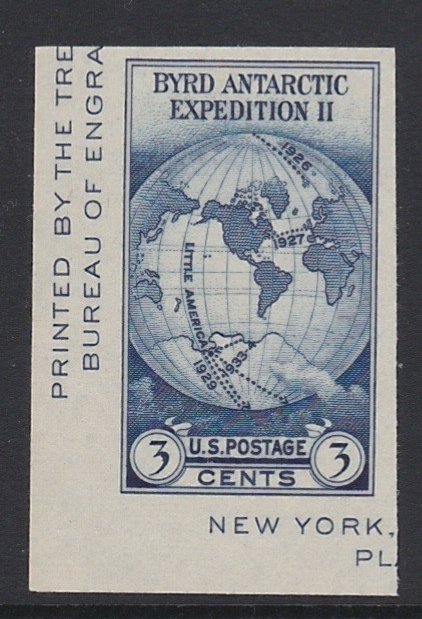 PRINTED BY THE TRE
BUREAU OF ENGRA
BYRD ANTARCTIC
EXPEDITION II
1926
1927
LITTLE AMERICA
1933
1929
3 U.S. POSTAGE 3
CENTS
NEW YORK,
PL